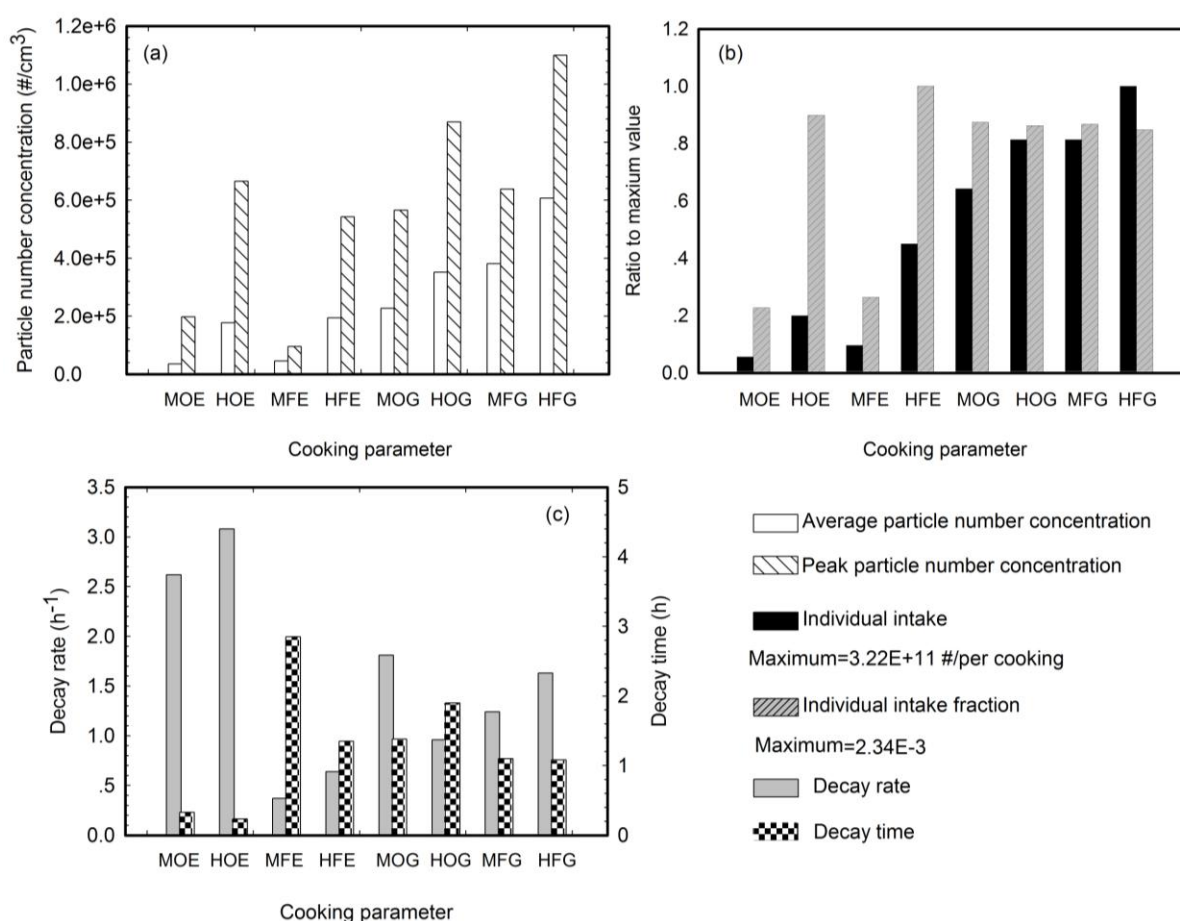 Particle number concentration (#/cm³)
1.2e+6
1.0e+6
8.0e+5
6.0e+5
4.0e+5
2.0e+5
0.0
(a)
MOE HOE MFE HFE MOG HOG MFG HFG
Cooking parameter
Ratio to maxium value
1.2
1.0
.8
.6
.4
.2
0.0
(b)
MOE HOE MFE HFE MOG HOG MFG HFG
Cooking parameter
Decay rate (h⁻¹)
3.5
3.0
2.5
2.0
1.5
1.0
.5
0.0
(c)
5
4
3
2
1
0
Decay time (h)
MOE HOE MFE HFE MOG HOG MFG HFG
Cooking parameter
Average particle number concentration
Peak particle number concentration
Individual intake
Maximum=3.22E+11 #/per cooking
Individual intake fraction
Maximum=2.34E-3
Decay rate
Decay time